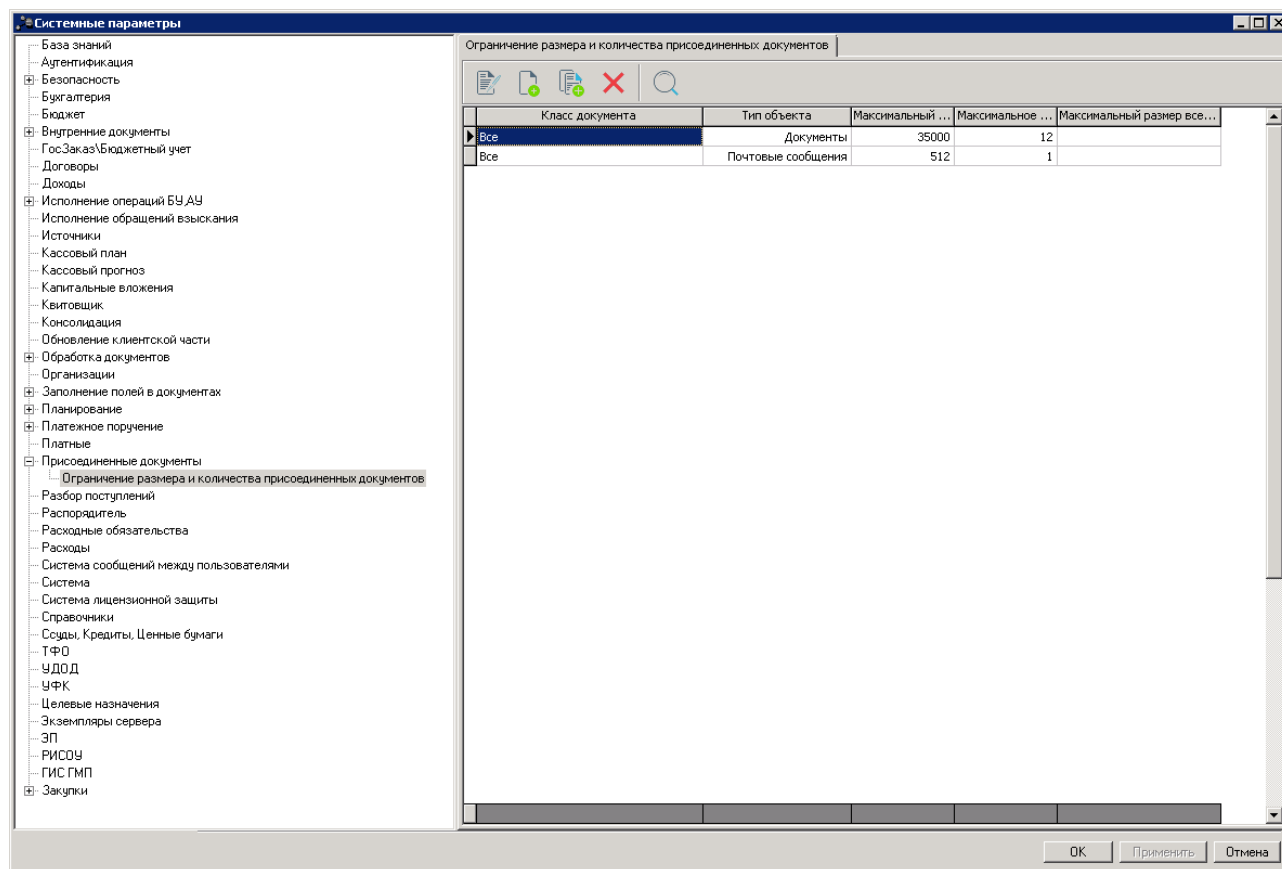 Системные параметры
База знаний
Аутентификация
Безопасность
Бухгалтерия
Бюджет
Внутренние документы
ГосЗаказ\Бюджетный учет
Договоры
Доходы
Исполнение операций БУ,АУ
Исполнение обращений взыскания
Источники
Кассовый план
Кассовый прогноз
Капитальные вложения
Квитовщик
Консолидация
Обновление клиентской части
Обработка документов
Организации
Заполнение полей в документах
Планирование
Платежное поручение
Платные
Присоединенные документы
Ограничение размера и количества присоединенных документов
Разбор поступлений
Распорядитель
Расходные обязательства
Расходы
Система сообщений между пользователями
Система
Система лицензионной защиты
Справочники
Ссуды, Кредиты, Ценные бумаги
ТФО
УДОД
УФК
Целевые назначения
Экземпляры сервера
ЭП
РИСОУ
ГИС ГМП
Закупки
Ограничение размера и количества присоединенных документов
Класс документа Тип объекта Максимальный ... Максимальное ... Максимальный размер все...
Все Документы 35000 12
Все Почтовые сообщения 512 1
OK Применить Отмена